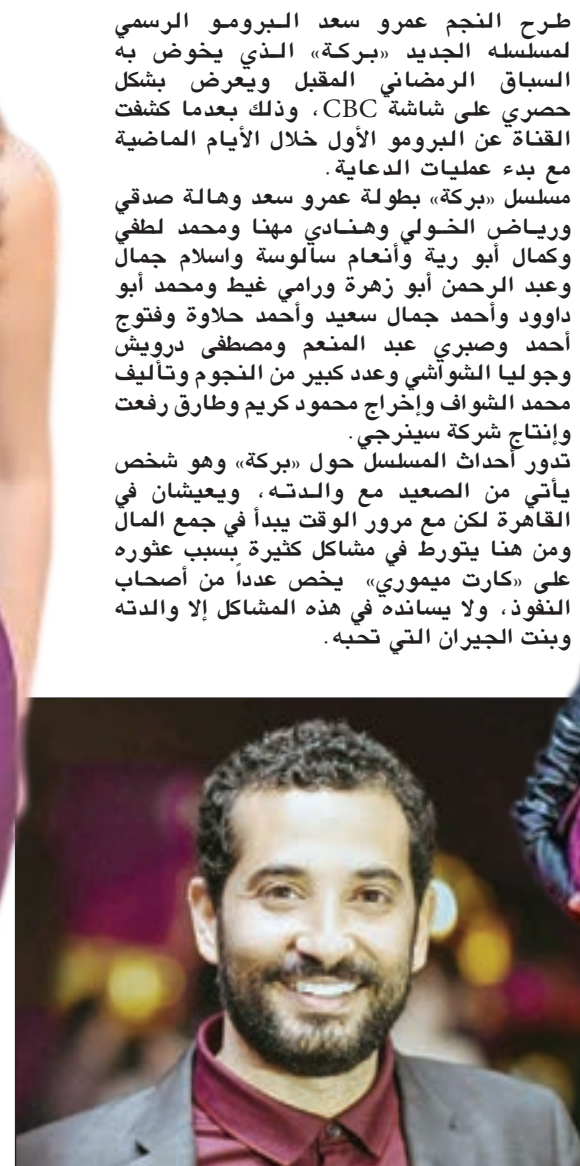 طرح النجم عمرو سعد البرومو الرسمي
لمسلسله الجديد «بركة» الذي يخوض به
السباق الرمضاني المقبل ويعرض بشكل
حصري على شاشة CBC، وذلك بعدما كشفت
القناة عن البرومو الأول خلال الأيام الماضية
مع بدء عمليات الدعاية.
مسلسل «بركة» بطولة عمرو سعد وهالة صدقي
ورياض الخولي وهنادي مهنا ومحمد لطفي
وكمال أبو رية وأنعام سالوسة واسلام جمال
وعبد الرحمن أبو زهرة ورامي غيط ومحمد أبو
داوود وأحمد جمال سعيد وأحمد حلاوة وفتوح
أحمد وصبري عبد المنعم ومصطفى درويش
وجوليا الشواشي وعدد كبير من النجوم وتأليف
محمد الشواف وإخراج محمود كريم وطارق رفعت
وإنتاج شركة سينرجي.
تدور أحداث المسلسل حول «بركة» وهو شخص
يأتي من الصعيد مع والدته، ويعيشان في
القاهرة لكن مع مرور الوقت يبدأ في جمع المال
ومن هنا يتورط في مشاكل كثيرة بسبب عثوره
على «كارت ميموري» يخص عدداً من أصحاب
النفوذ، ولا يسانده في هذه المشاكل إلا والدته
وبنت الجيران التي تحبه.